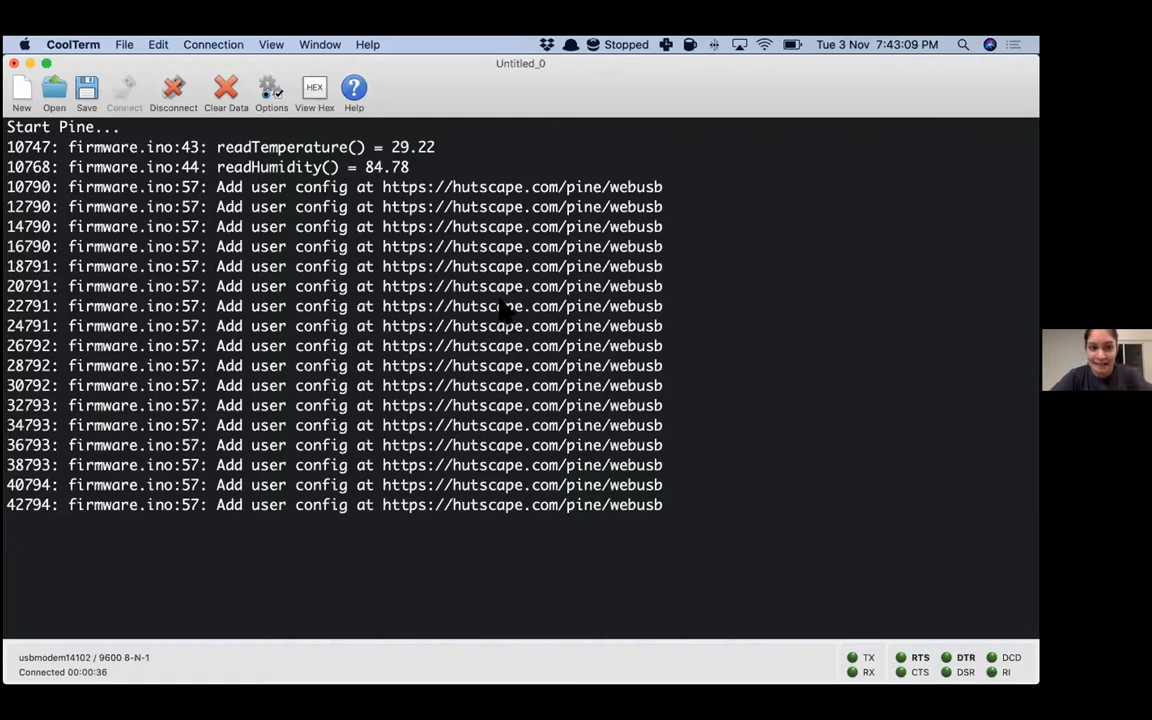 CoolTerm File Edit Connection View Window Help Stopped Tue 3 Nov 7:43:09 PM
Untitled_0
HEX
New Open Save Connect Disconnect Clear Data Options View Hex Help
Start Pine...
10747: firmware.ino:43: readTemperature() = 29.22
10768: firmware.ino:44: readHumidity() = 84.78
10790: firmware.ino:57: Add user config at https://hutscape.com/pine/webusb
12790: firmware.ino:57: Add user config at https://hutscape.com/pine/webusb
14790: firmware.ino:57: Add user config at https://hutscape.com/pine/webusb
16790: firmware.ino:57: Add user config at https://hutscape.com/pine/webusb
18791: firmware.ino:57: Add user config at https://hutscape.com/pine/webusb
20791: firmware.ino:57: Add user config at https://hutscape.com/pine/webusb
22791: firmware.ino:57: Add user config at https://hutscape.com/pine/webusb
24791: firmware.ino:57: Add user config at https://hutscape.com/pine/webusb
26792: firmware.ino:57: Add user config at https://hutscape.com/pine/webusb
28792: firmware.ino:57: Add user config at https://hutscape.com/pine/webusb
30792: firmware.ino:57: Add user config at https://hutscape.com/pine/webusb
32793: firmware.ino:57: Add user config at https://hutscape.com/pine/webusb
34793: firmware.ino:57: Add user config at https://hutscape.com/pine/webusb
36793: firmware.ino:57: Add user config at https://hutscape.com/pine/webusb
38793: firmware.ino:57: Add user config at https://hutscape.com/pine/webusb
40794: firmware.ino:57: Add user config at https://hutscape.com/pine/webusb
42794: firmware.ino:57: Add user config at https://hutscape.com/pine/webusb
usbmodem14102 / 9600 8-N-1 TX RTS DTR DCD
Connected 00:00:36 RX CTS DSR RI